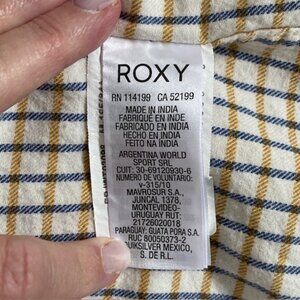 ROXY
RN 114199 CA 52199
MADE IN INDIA
FABRIQUÉ EN INDE
FABRICADO EN INDIA
HECHO EN INDIA
FEITO NA INDIA
ARGENTINA WORLD
SPORT SRL
CUIT: 30-69120930-6
NUMERO DE VOLUNTARIO:
v-315/10
MAVROSUR S.A.
JUNCAL 1378,
MONTEVIDEO-
URUGUAY RUT:
217260020018
PARAGUAY: GUATA PORA S.A.
RUC 80050373-2
QUIKSILVER MEXICO,
S. DE R.L.